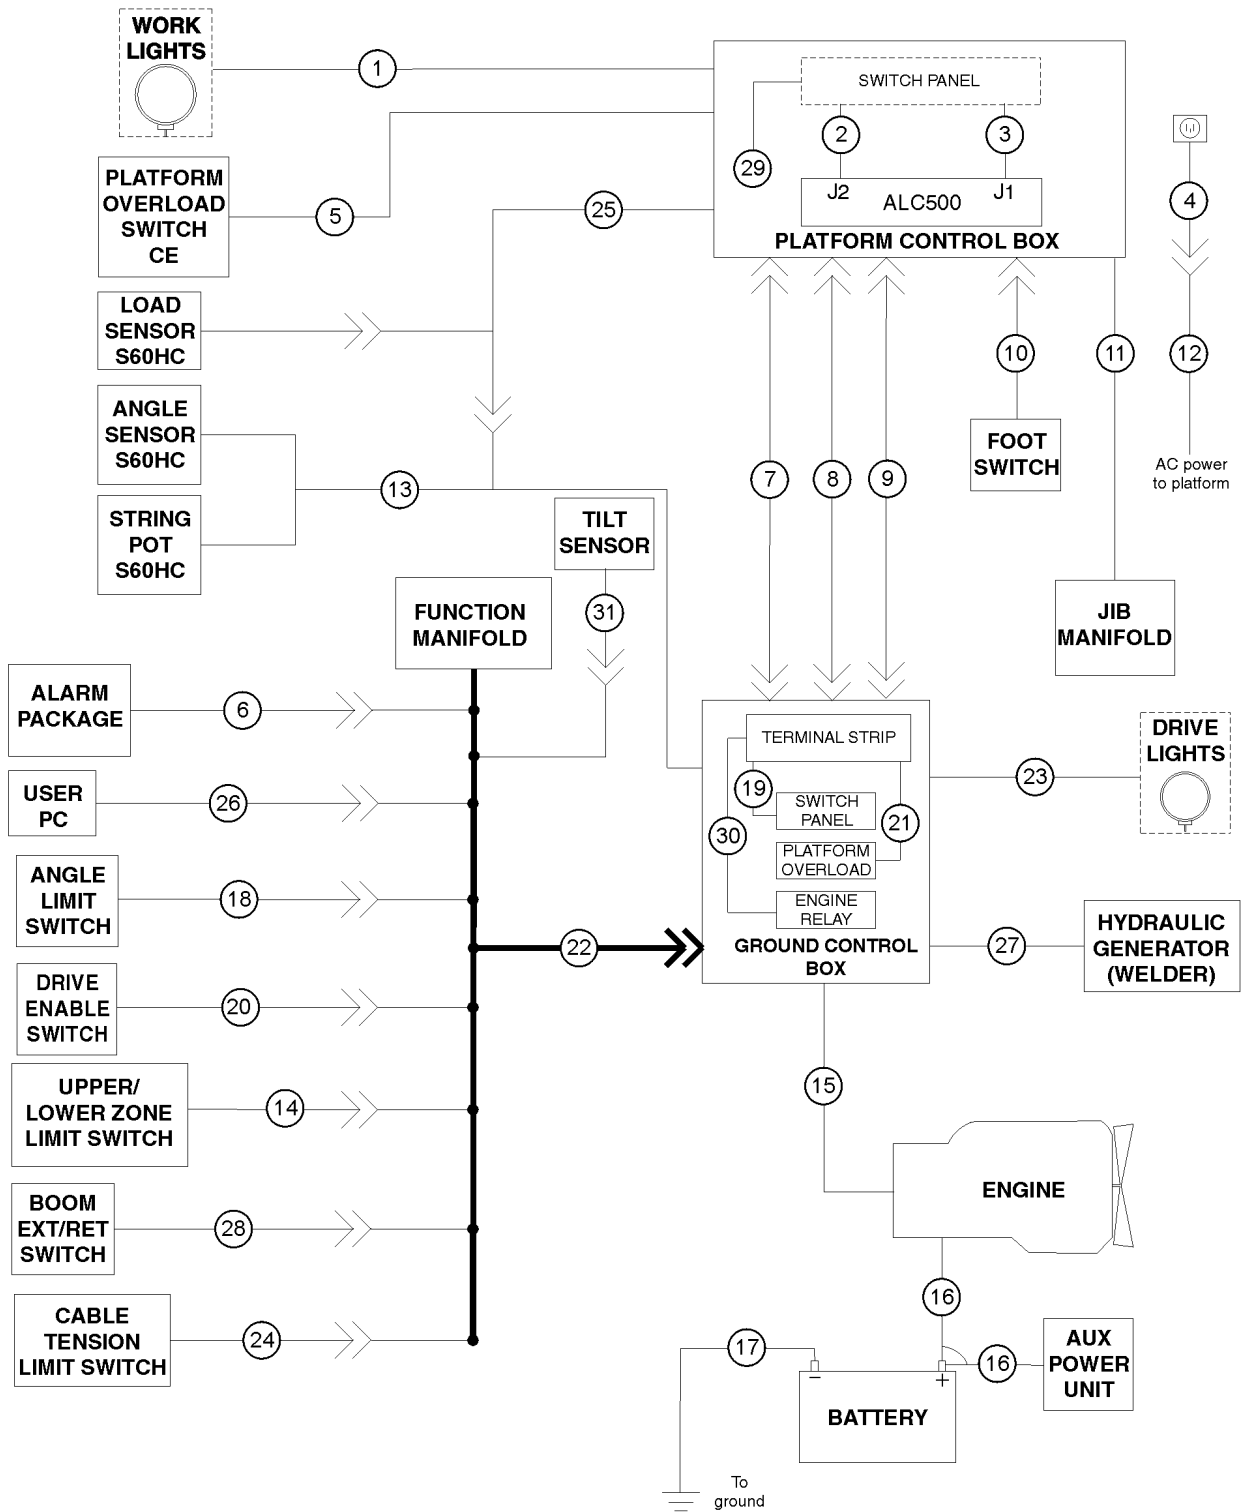 WORK
LIGHTS
1
SWITCH PANEL
2
3
29
J2
J1
ALC500
PLATFORM CONTROL BOX
4
PLATFORM
OVERLOAD
SWITCH
CE
5
25
LOAD
SENSOR
S60HC
10
11
12
ANGLE
SENSOR
S60HC
FOOT
SWITCH
AC power
to platform
13
7
8
9
STRING
POT
S60HC
TILT
SENSOR
31
FUNCTION
MANIFOLD
JIB
MANIFOLD
ALARM
PACKAGE
6
TERMINAL STRIP
DRIVE
LIGHTS
23
19
SWITCH
PANEL
21
30
PLATFORM
OVERLOAD
ENGINE
RELAY
GROUND CONTROL
BOX
USER
PC
26
ANGLE
LIMIT
SWITCH
18
22
27
HYDRAULIC
GENERATOR
(WELDER)
DRIVE
ENABLE
SWITCH
20
UPPER/
LOWER ZONE
LIMIT SWITCH
14
15
BOOM
EXT/RET
SWITCH
28
ENGINE
16
CABLE
TENSION
LIMIT SWITCH
24
17
16
AUX
POWER
UNIT
−
+
BATTERY
To
ground